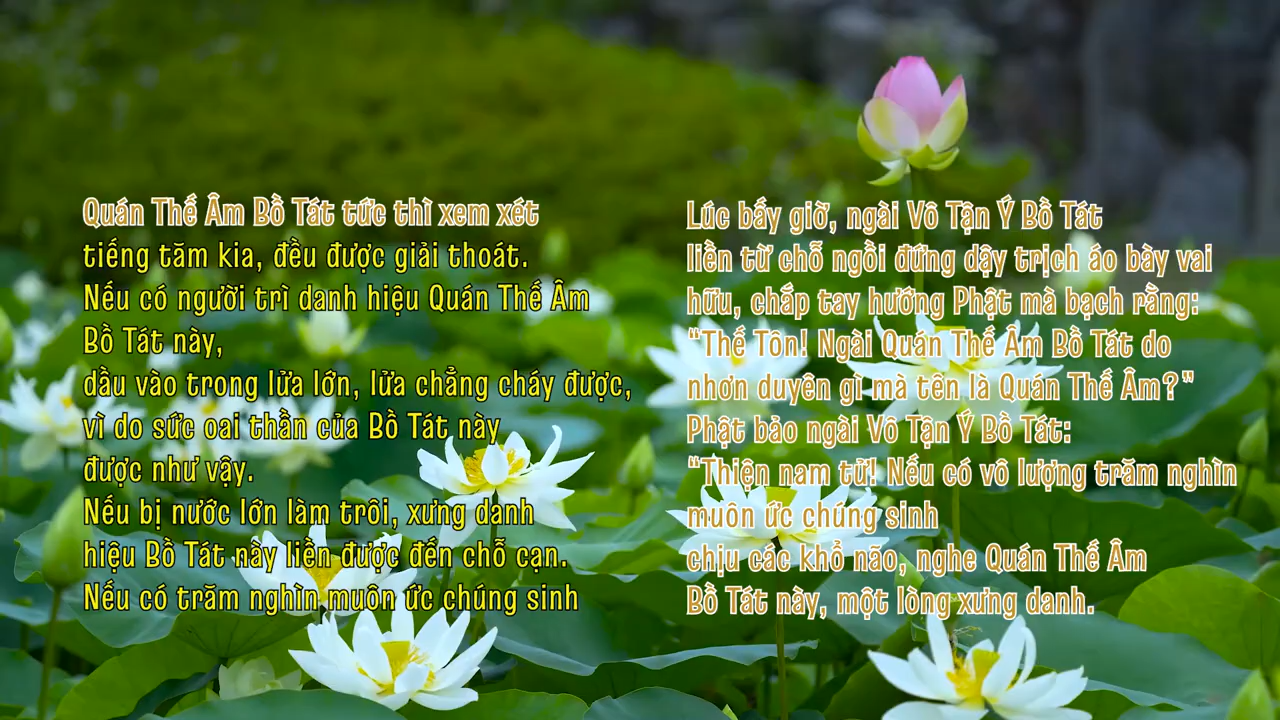 Quán Thế Âm Bồ Tát tức thì xem xét
tiếng tăm kia, đều được giải thoát.
Nếu có người trì danh hiệu Quán Thế Âm
Bồ Tát này,
dầu vào trong lửa lớn, lửa chẳng cháy được,
vì do sức oai thần của Bồ Tát này
được như vậy.
Nếu bị nước lớn làm trôi, xưng danh
hiệu Bồ Tát này liền được đến chỗ cạn.
Nếu có trăm nghìn muôn ức chúng sinh
Lúc bấy giờ, ngài Vô Tận Ý Bồ Tát
liền từ chỗ ngồi đứng dậy trịch áo bày vai
hữu, chắp tay hướng Phật mà bạch rằng:
“Thế Tôn! Ngài Quán Thế Âm Bồ Tát do
nhơn duyên gì mà tên là Quán Thế Âm?”
Phật bảo ngài Vô Tận Ý Bồ Tát:
“Thiện nam tử! Nếu có vô lượng trăm nghìn
muôn ức chúng sinh
chịu các khổ não, nghe Quán Thế Âm
Bồ Tát này, một lòng xưng danh.